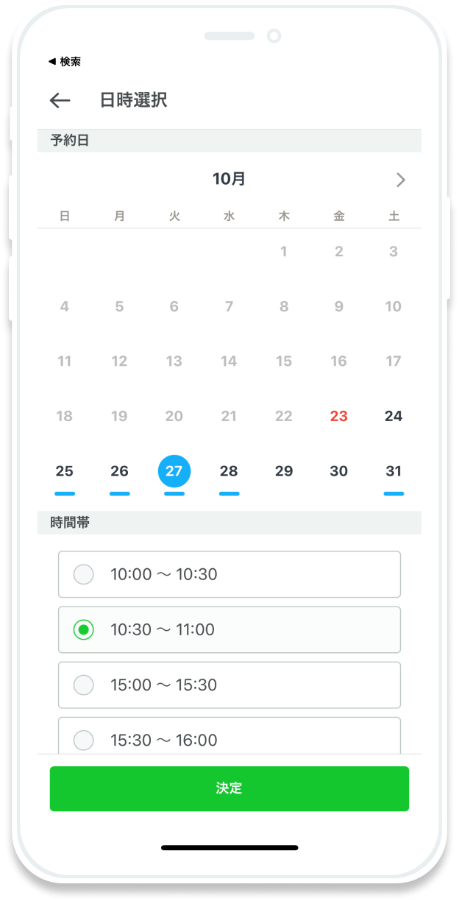 ◀ 検索
日時選択
予約日
10月
日 月 火 水 木 金 土
1 2 3
4 5 6 7 8 9 10
11 12 13 14 15 16 17
18 19 20 21 22 23 24
25 26 27 28 29 30 31
時間帯
10:00 〜 10:30
10:30 〜 11:00
15:00 〜 15:30
15:30 〜 16:00
決定